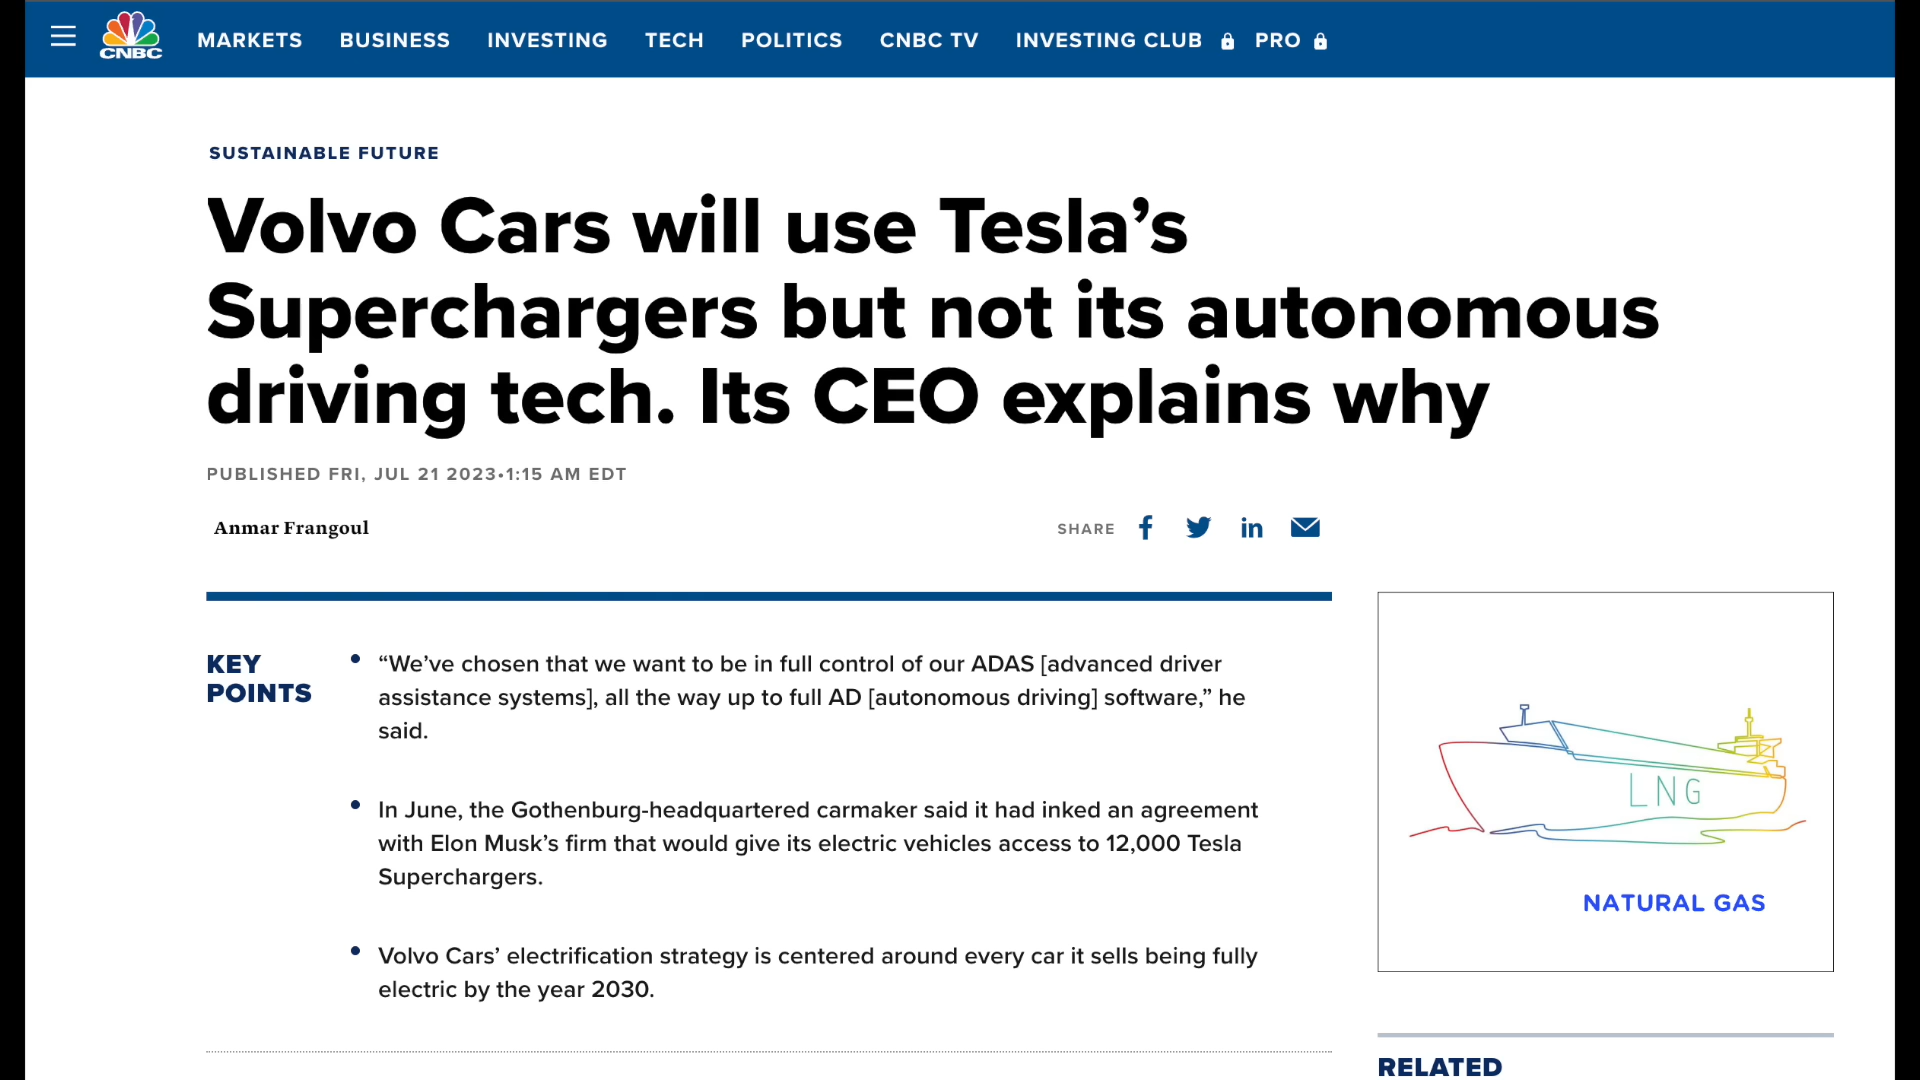 CNBC
MARKETS BUSINESS INVESTING TECH POLITICS CNBC TV INVESTING CLUB PRO
SUSTAINABLE FUTURE
Volvo Cars will use Tesla’s
Superchargers but not its autonomous
driving tech. Its CEO explains why
PUBLISHED FRI, JUL 21 2023•1:15 AM EDT
Anmar Frangoul
SHARE
KEY
POINTS
“We’ve chosen that we want to be in full control of our ADAS [advanced driver
assistance systems], all the way up to full AD [autonomous driving] software,” he
said.
In June, the Gothenburg-headquartered carmaker said it had inked an agreement
with Elon Musk’s firm that would give its electric vehicles access to 12,000 Tesla
Superchargers.
Volvo Cars’ electrification strategy is centered around every car it sells being fully
electric by the year 2030.
LNG
NATURAL GAS
RELATED